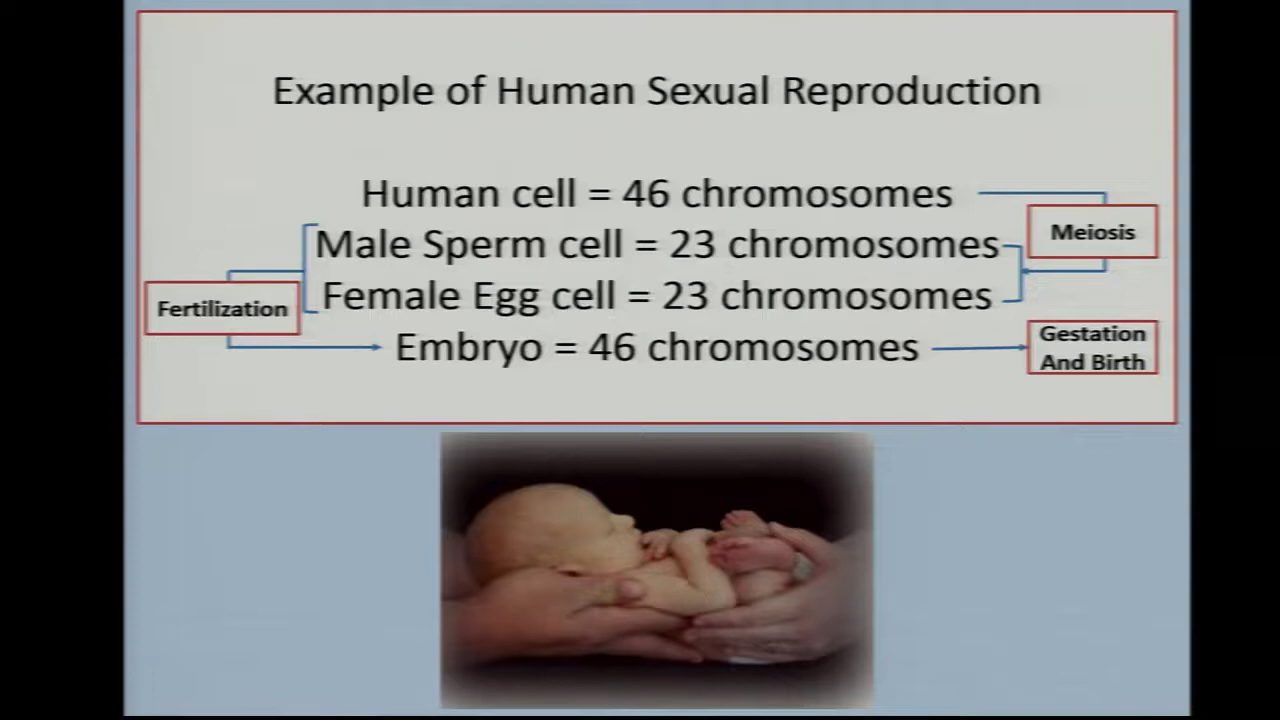 Example of Human Sexual Reproduction
Human cell = 46 chromosomes
Meiosis
Male Sperm cell = 23 chromosomes
Female Egg cell = 23 chromosomes
Fertilization
Embryo = 46 chromosomes
Gestation
And Birth